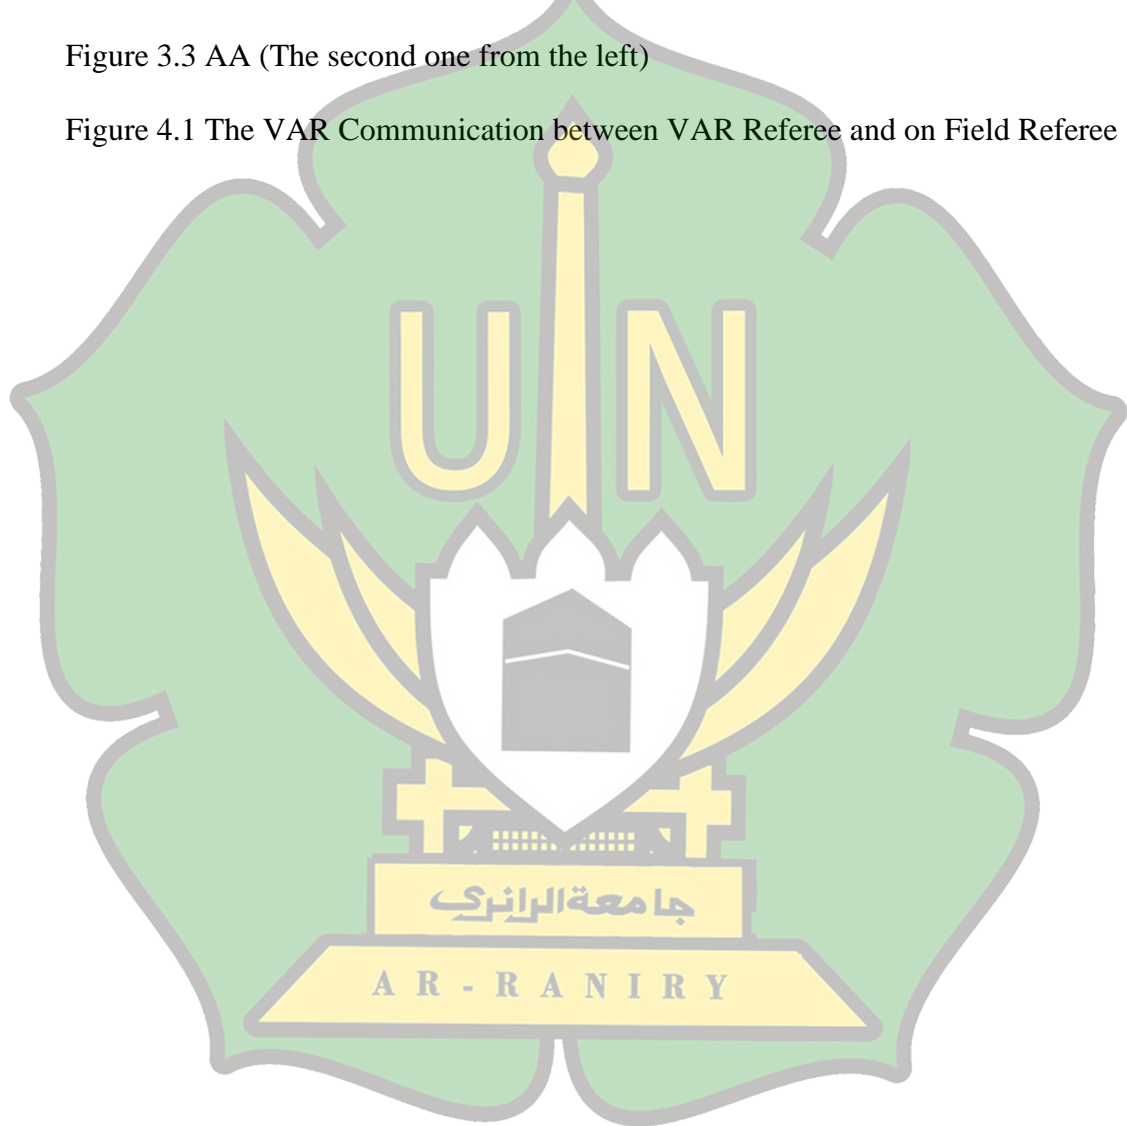 Figure 3.3 AA (The second one from the left)
Figure 4.1 The VAR Communication between VAR Referee and on Field Referee
UIN
جامعةالرانري
AR-RANIRY